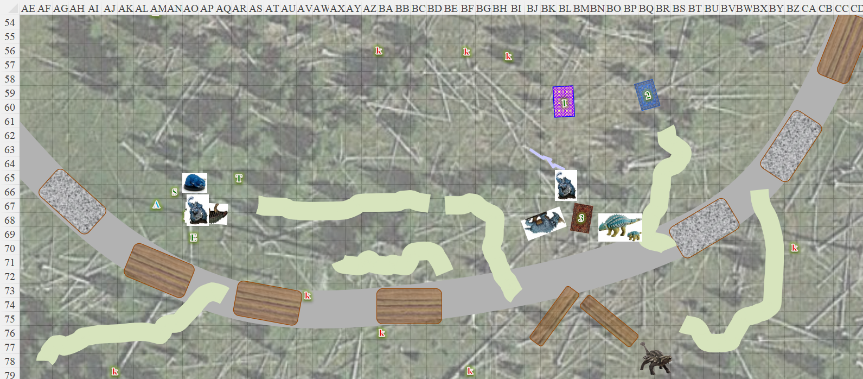 AE AF AG AH AI AJ AK AL AM AN AO AP AQ AR AS AT AU AV AW AX AY AZ BA BB BC BD BE BF BG BH BI BJ BK BL BM BN BO BP BQ BR BS BT BU BV BW BX BY BZ CA CB CC CD
54
55
56 k k k
57
58
59 2
60 1
61
62
63
64
65 T
66 S
67 A
68 3
69 E
70 k
71
72
73 k
74
75
76 k
77
78
79 k k